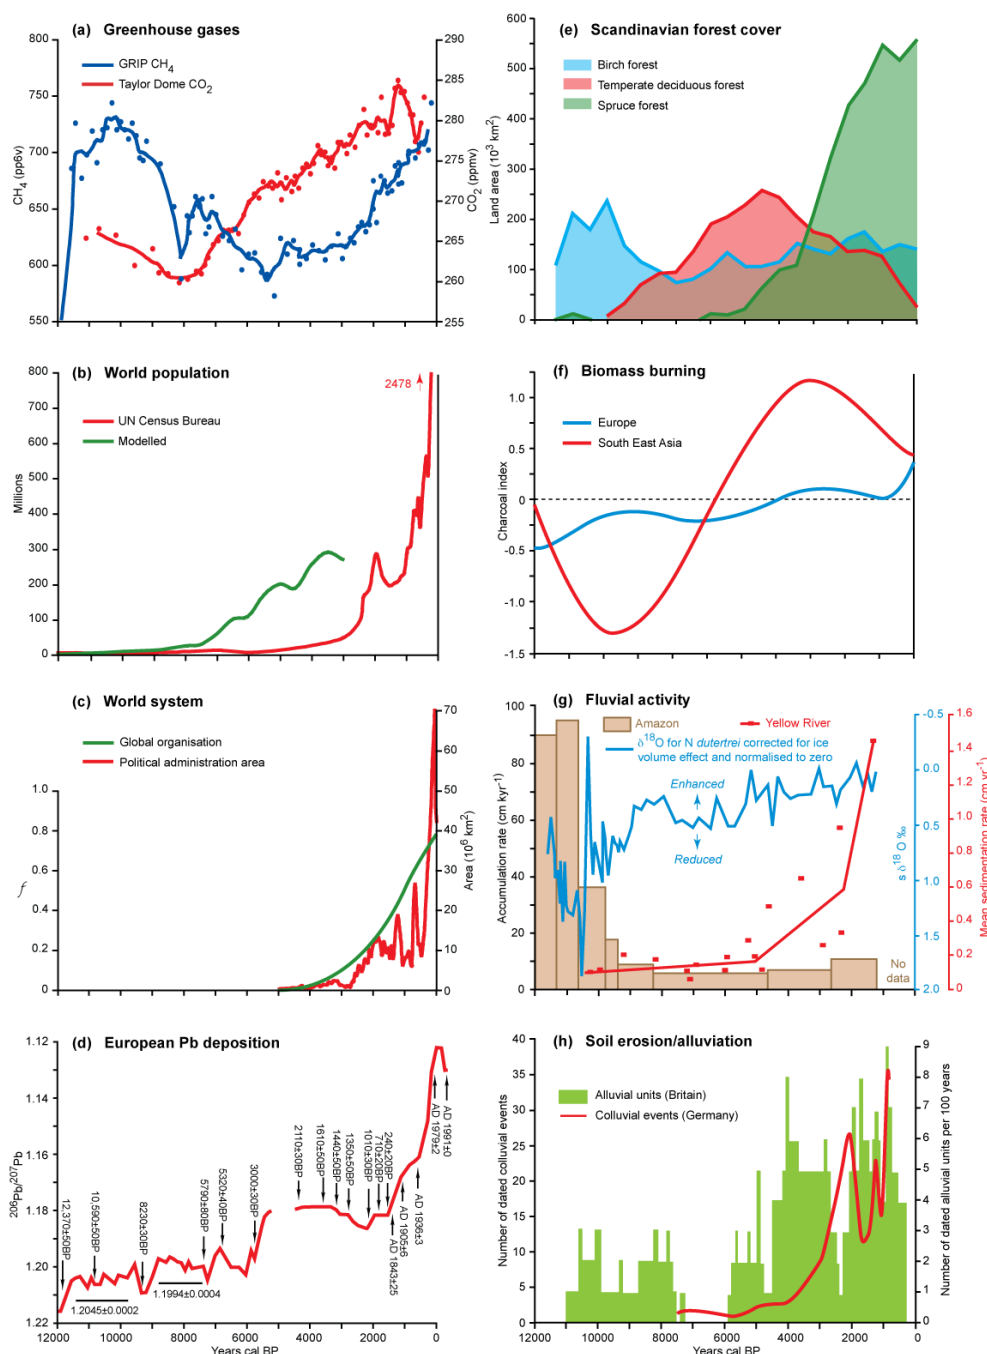 (a) Greenhouse gases
GRIP CH4
Taylor Dome CO2
CH4 (pp6v)
800
750
700
650
600
550
CO2 (ppmv)
290
285
280
275
270
265
260
255
(b) World population
2478
UN Census Bureau
Modelled
Millions
800
700
600
500
400
300
200
100
0
(c) World system
Global organisation
Political administration area
f
1.0
0.8
0.6
0.4
0.2
0
Area (10⁶ km²)
70
60
50
40
30
20
10
0
(d) European Pb deposition
206Pb/207Pb
1.12
1.14
1.16
1.18
1.20
1.22
12,370±50BP
10,590±50BP
8230±30BP
5790±80BP
5320±40BP
3000±30BP
2110±30BP
1610±50BP
1440±50BP
1350±50BP
1010±30BP
710±20BP
240±20BP
AD 1843±25
AD 1905±6
AD 1936±3
AD 1979±2
AD 1991±0
1.2045±0.0002
1.1994±0.0004
12000 10000 8000 6000 4000 2000 0
Years cal BP
(e) Scandinavian forest cover
Birch forest
Temperate deciduous forest
Spruce forest
Land area (10³ km²)
600
500
400
300
200
100
0
(f) Biomass burning
Europe
South East Asia
Charcoal index
1.0
0.5
0
-0.5
-1.0
-1.5
(g) Fluvial activity
Amazon
Yellow River
δ¹⁸O for N dutertrei corrected for ice
volume effect and normalised to zero
Enhanced
Reduced
No
data
Accumulation rate (cm kyr⁻¹)
100
90
80
70
60
50
40
30
20
10
0
s δ¹⁸O ‰
-0.5
0.0
0.5
1.0
1.5
2.0
Mean sedimentation rate (cm yr⁻¹)
1.6
1.4
1.2
1.0
0.8
0.6
0.4
0.2
0
(h) Soil erosion/alluviation
Alluvial units (Britain)
Colluvial events (Germany)
Number of dated colluvial events
40
35
30
25
20
15
10
5
0
Number of dated alluvial units per 100 years
9
8
7
6
5
4
3
2
1
0
12000 10000 8000 6000 4000 2000 0
Years cal BP